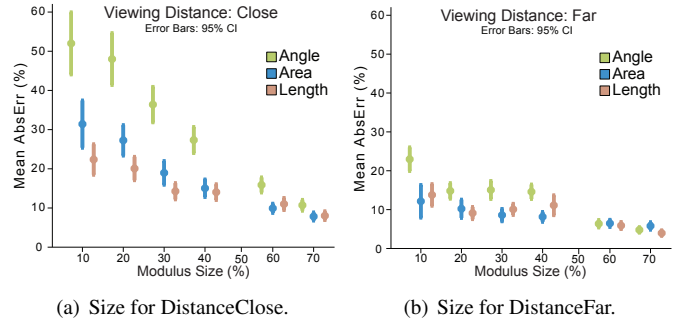 Viewing Distance: Close
Error Bars: 95% CI
Angle
Area
Length
Mean AbsErr (%)
60
50
40
30
20
10
0
10 20 30 40 50 60 70
Modulus Size (%)
(a) Size for DistanceClose.
Viewing Distance: Far
Error Bars: 95% CI
Angle
Area
Length
Mean AbsErr (%)
60
50
40
30
20
10
0
10 20 30 40 50 60 70
Modulus Size (%)
(b) Size for DistanceFar.